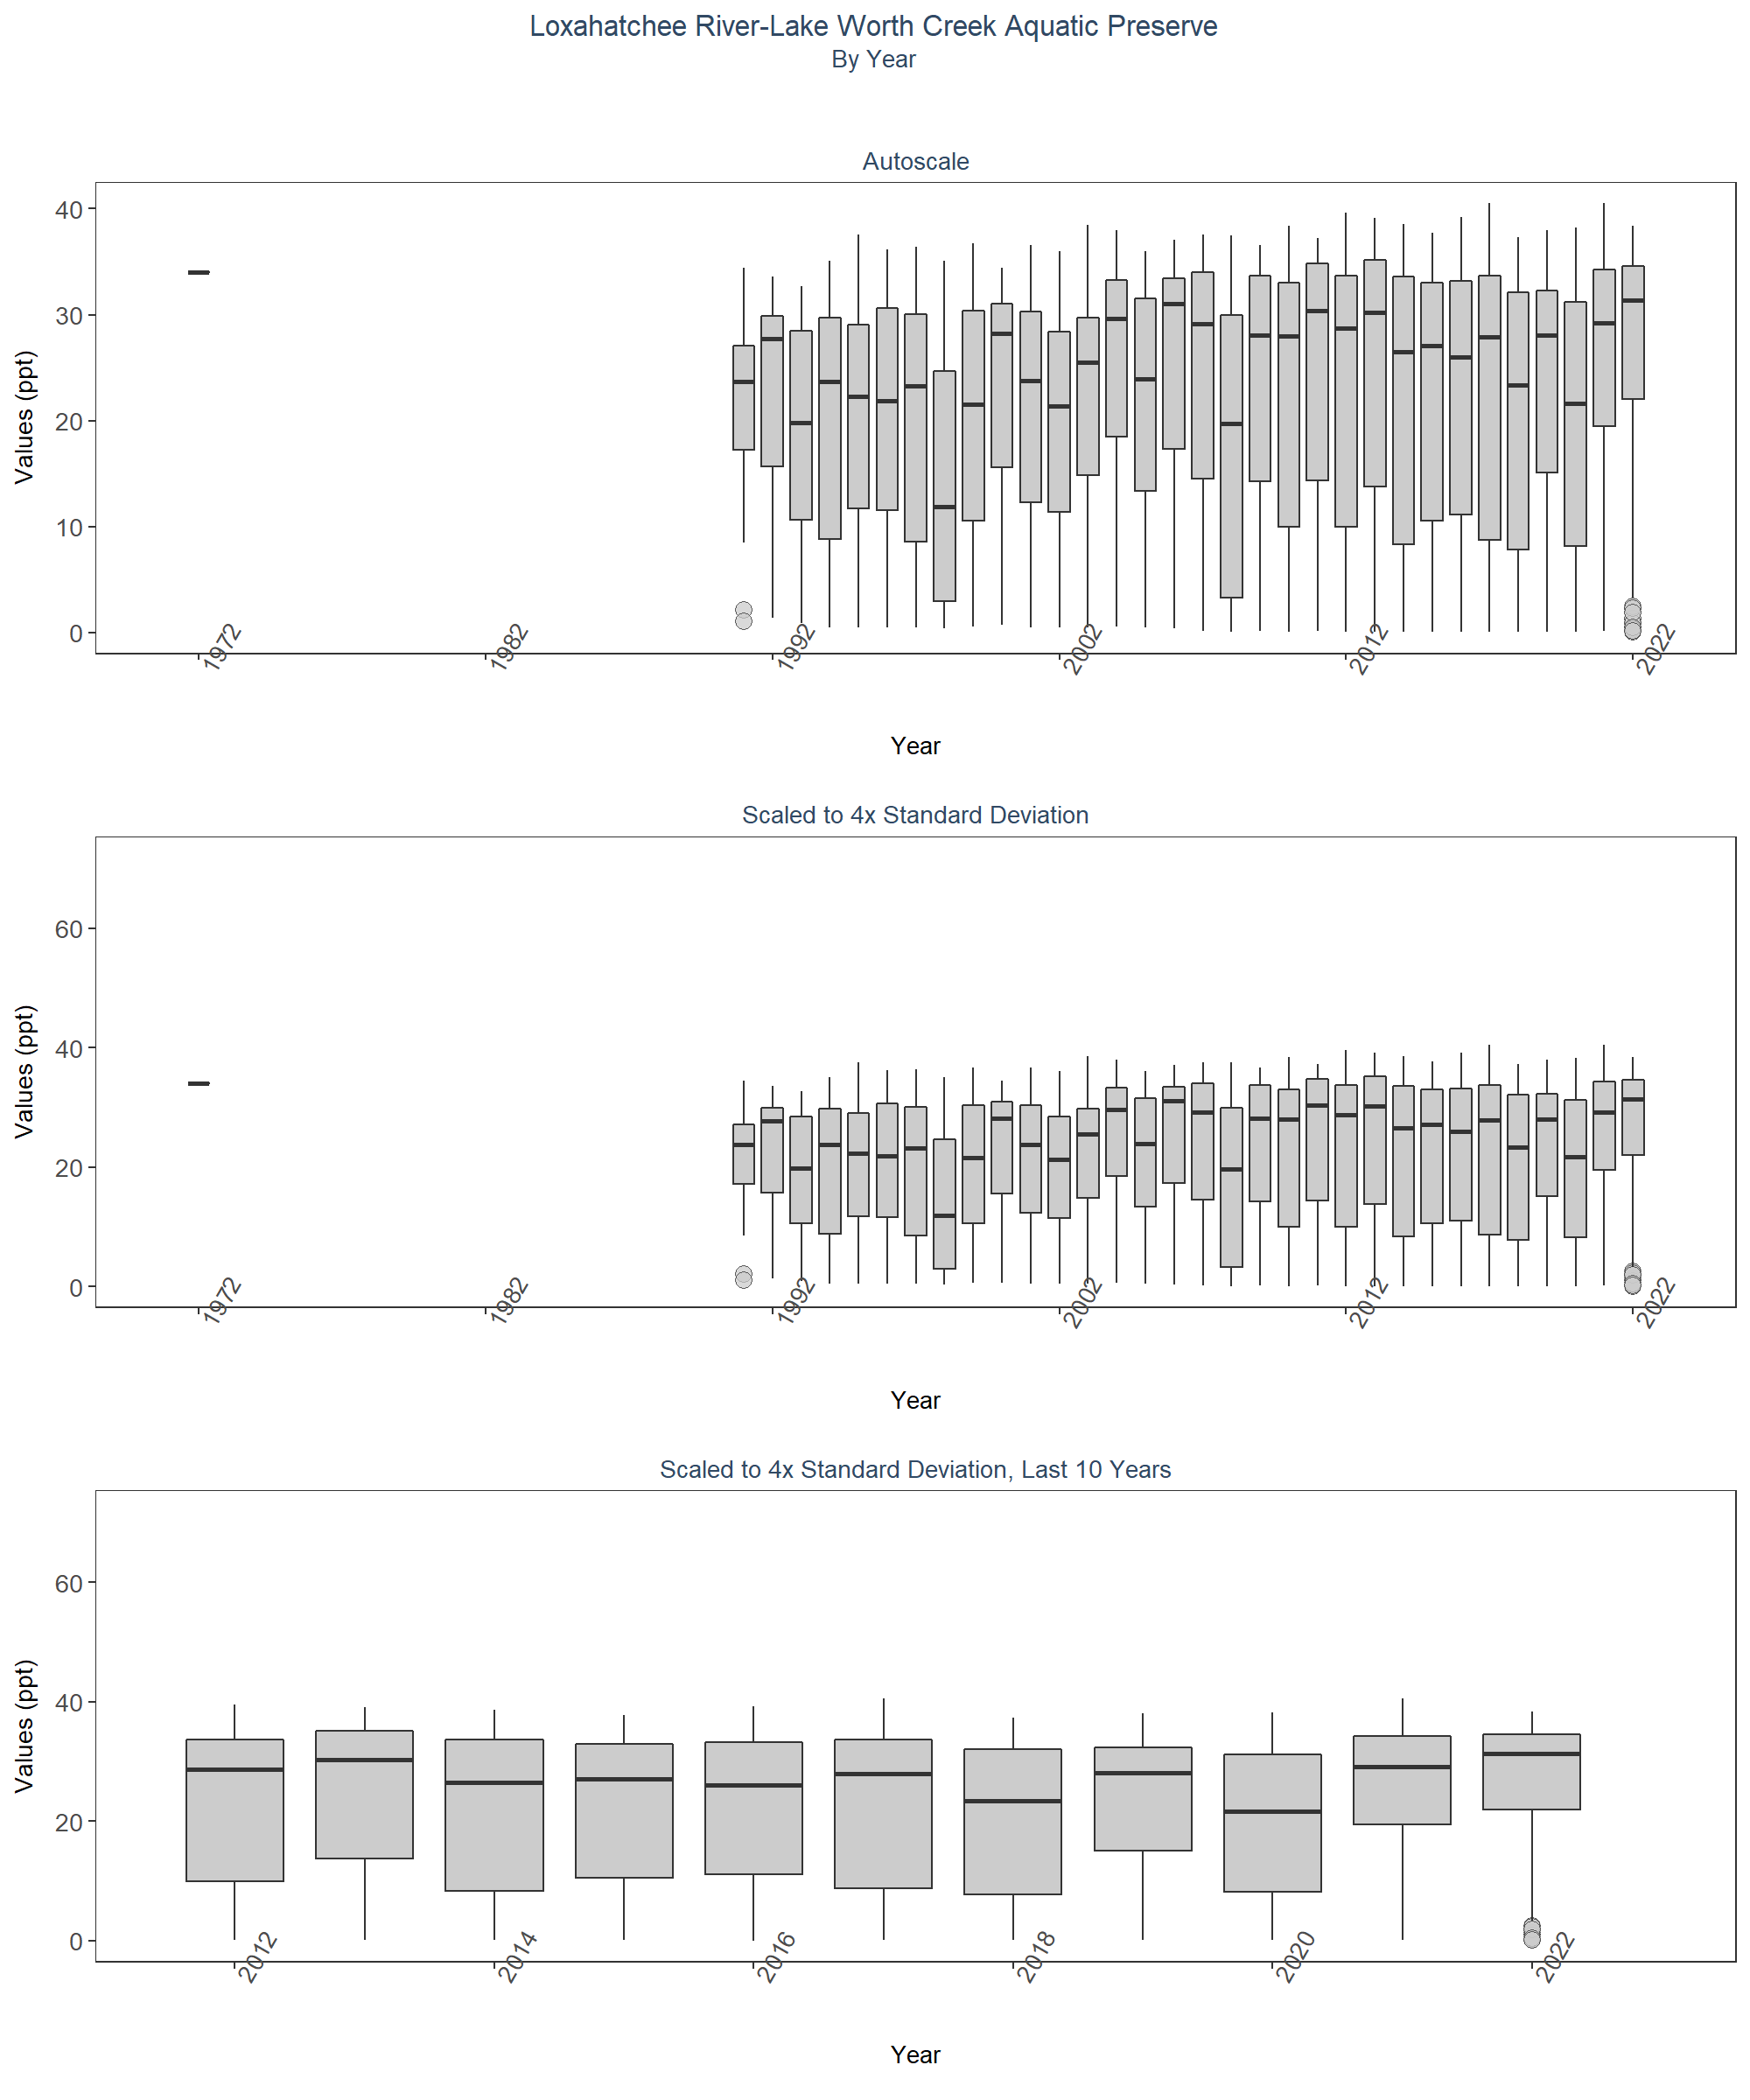 Loxahatchee River-Lake Worth Creek Aquatic Preserve
By Year
Autoscale
Values (ppt)
40
30
20
10
0
1972
1982
1992
2002
2012
2022
Year
Scaled to 4x Standard Deviation
Values (ppt)
60
40
20
0
1972
1982
1992
2002
2012
2022
Year
Scaled to 4x Standard Deviation, Last 10 Years
Values (ppt)
60
40
20
0
2012
2014
2016
2018
2020
2022
Year